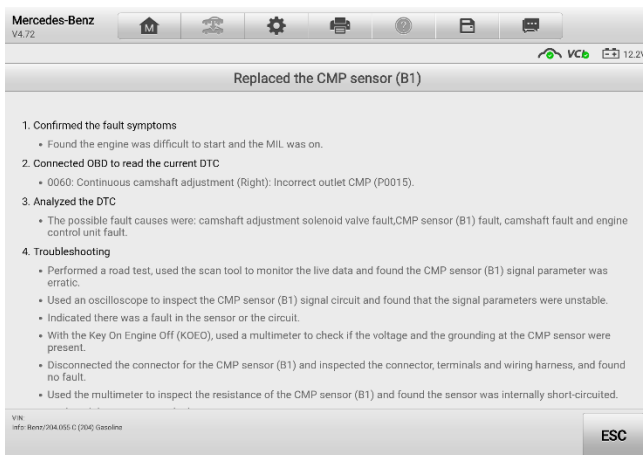 Mercedes-Benz
V4.72
VCI
12.2V
Replaced the CMP sensor (B1)
1. Confirmed the fault symptoms
• Found the engine was difficult to start and the MIL was on.
2. Connected OBD to read the current DTC
• 0060: Continuous camshaft adjustment (Right): Incorrect outlet CMP (P0015).
3. Analyzed the DTC
• The possible fault causes were: camshaft adjustment solenoid valve fault,CMP sensor (B1) fault, camshaft fault and engine
control unit fault.
4. Troubleshooting
• Performed a road test, used the scan tool to monitor the live data and found the CMP sensor (B1) signal parameter was
erratic.
• Used an oscilloscope to inspect the CMP sensor (B1) signal circuit and found that the signal parameters were unstable.
• Indicated there was a fault in the sensor or the circuit.
• With the Key On Engine Off (KOEO), used a multimeter to check if the voltage and the grounding at the CMP sensor were
present.
• Disconnected the connector for the CMP sensor (B1) and inspected the connector, terminals and wiring harness, and found
no fault.
• Used the multimeter to inspect the resistance of the CMP sensor (B1) and found the sensor was internally short-circuited.
VIN:
Info: Benz/204.055 C (204) Gasoline
ESC